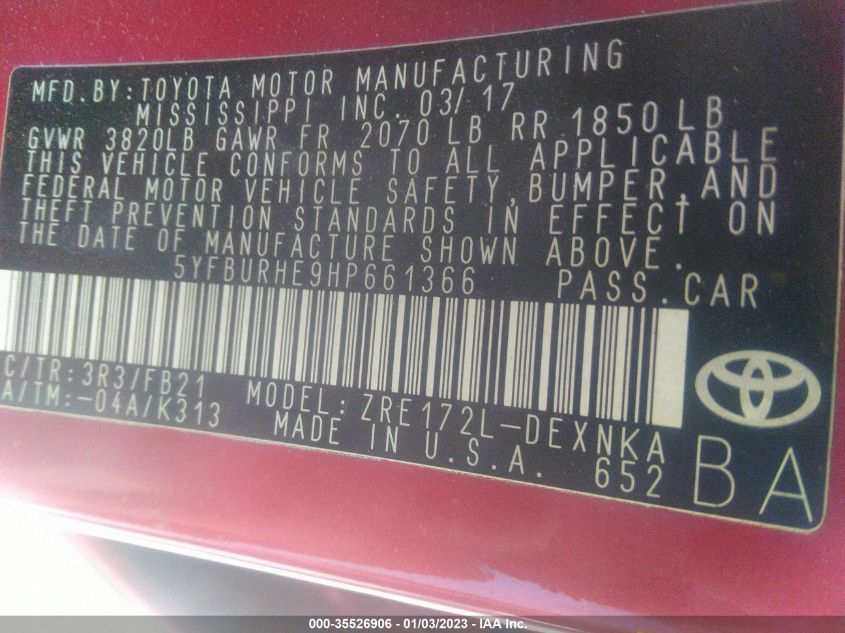 MFD.BY:TOYOTA MOTOR MANUFACTURING
MISSISSIPPI INC. 03/17
GVWR 3820LB GAWR FR 2070 LB RR 1850 LB
THIS VEHICLE CONFORMS TO ALL APPLICABLE
FEDERAL MOTOR VEHICLE SAFETY,BUMPER,AND
THEFT PREVENTION STANDARDS IN EFFECT ON
THE DATE OF MANUFACTURE SHOWN ABOVE.
5YFBURHE9HP661366 PASS.CAR
C/TR:3R3/FB21 MODEL:ZRE172L-DEXNKA
A/TM:-04A/K313 MADE IN U.S.A. 652
BA
000-35526906 - 01/03/2023 - IAA Inc.